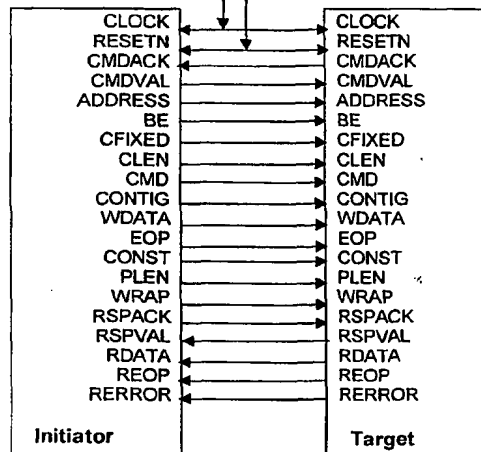 CLOCK CLOCK
RESETN RESETN
CMDACK CMDACK
CMDVAL CMDVAL
ADDRESS ADDRESS
BE BE
CFIXED CFIXED
CLEN CLEN
CMD CMD
CONTIG CONTIG
WDATA WDATA
EOP EOP
CONST CONST
PLEN PLEN
WRAP WRAP
RSPACK RSPACK
RSPVAL RSPVAL
RDATA RDATA
REOP REOP
RERROR RERROR
Initiator Target